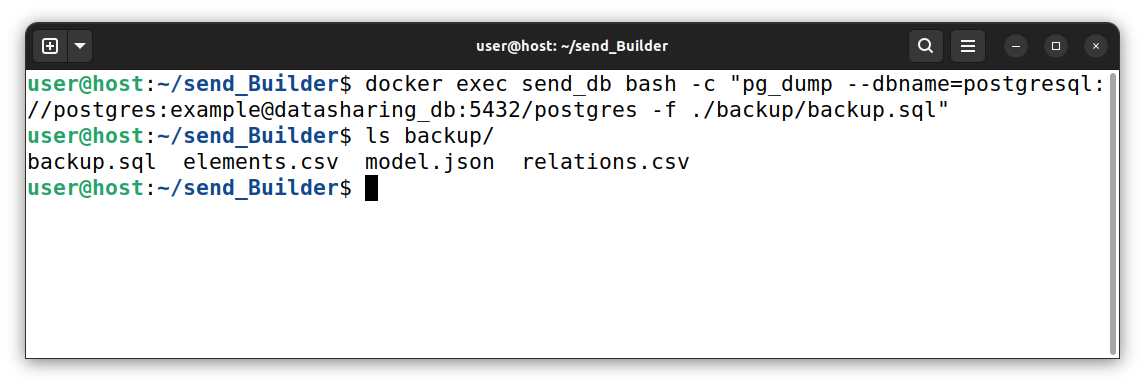 user@host: ~/send_Builder
user@host:~/send_Builder$ docker exec send_db bash -c "pg_dump --dbname=postgresql:
//postgres:example@datasharing_db:5432/postgres -f ./backup/backup.sql"
user@host:~/send_Builder$ ls backup/
backup.sql  elements.csv  model.json  relations.csv
user@host:~/send_Builder$